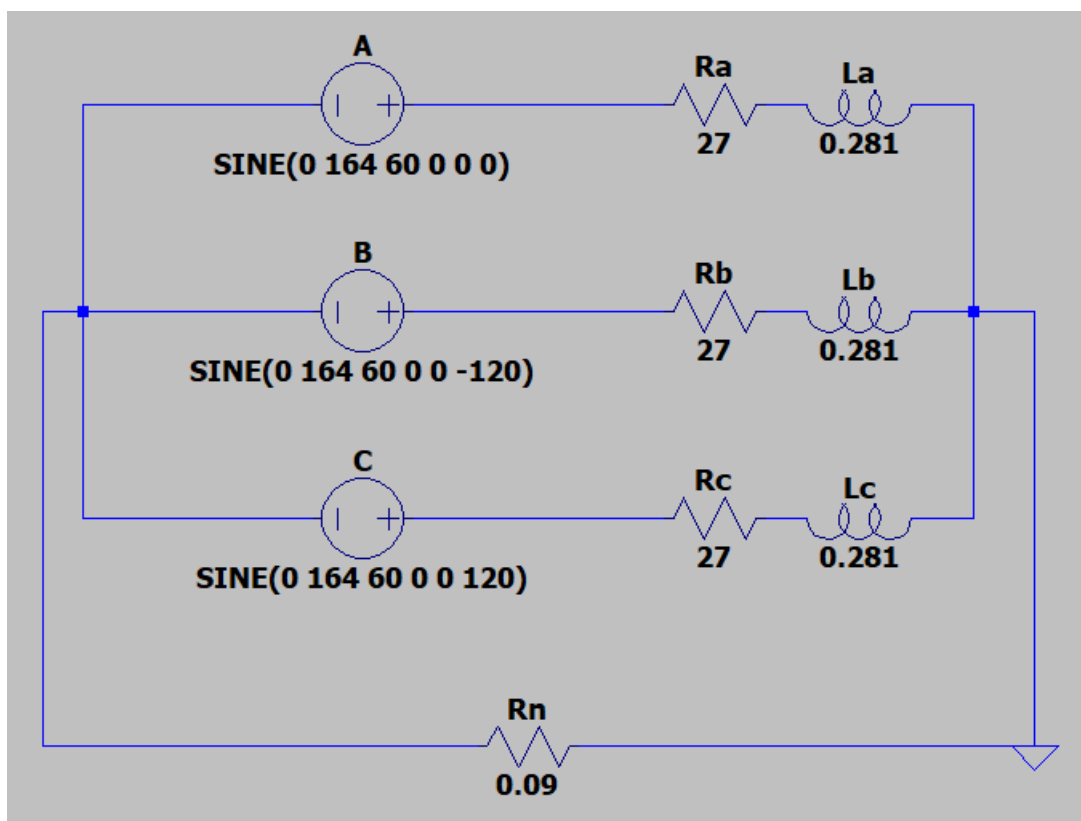 A
Ra
La
27
0.281
SINE(0 164 60 0 0 0)
B
Rb
Lb
27
0.281
SINE(0 164 60 0 0 -120)
C
Rc
Lc
27
0.281
SINE(0 164 60 0 0 120)
Rn
0.09